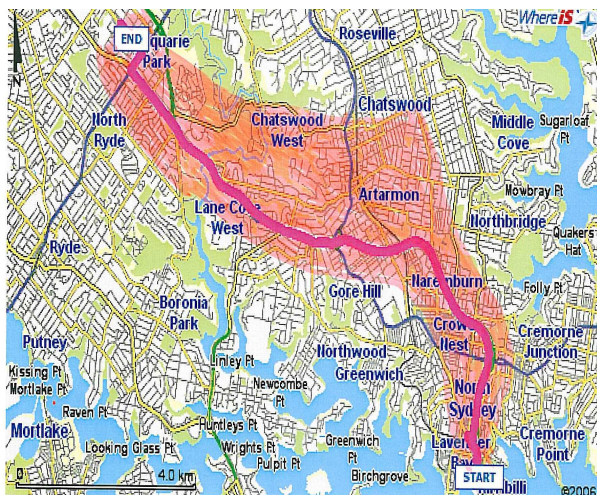 WhereiS
END
quarie
Park
Roseville
North
Ryde
Chatswood
West
Chatswood
Middle
Cove
Sugarloaf
Pt
Artarmon
Mowbray Pt
Northbridge
Lane Cove
West
Quakers
Hat
Ryde
Naremburn
Folly Pt
Gore Hill
Boronia
Park
Crows
Nest
Cremorne
Junction
Putney
Northwood
Greenwich
Linley Pt
Kissing Pt
Mortlake Pt
Newcombe
Pt
North
Sydney
Raven Pt
Mortlake
Huntleys Pt
Looking Glass Pt
Wrights Pt
Pulpit Pt
Greenwich
Pt
Birchgrove
Lavender
Bay
Cremorne
Point
START
0
4.0 km
©2006